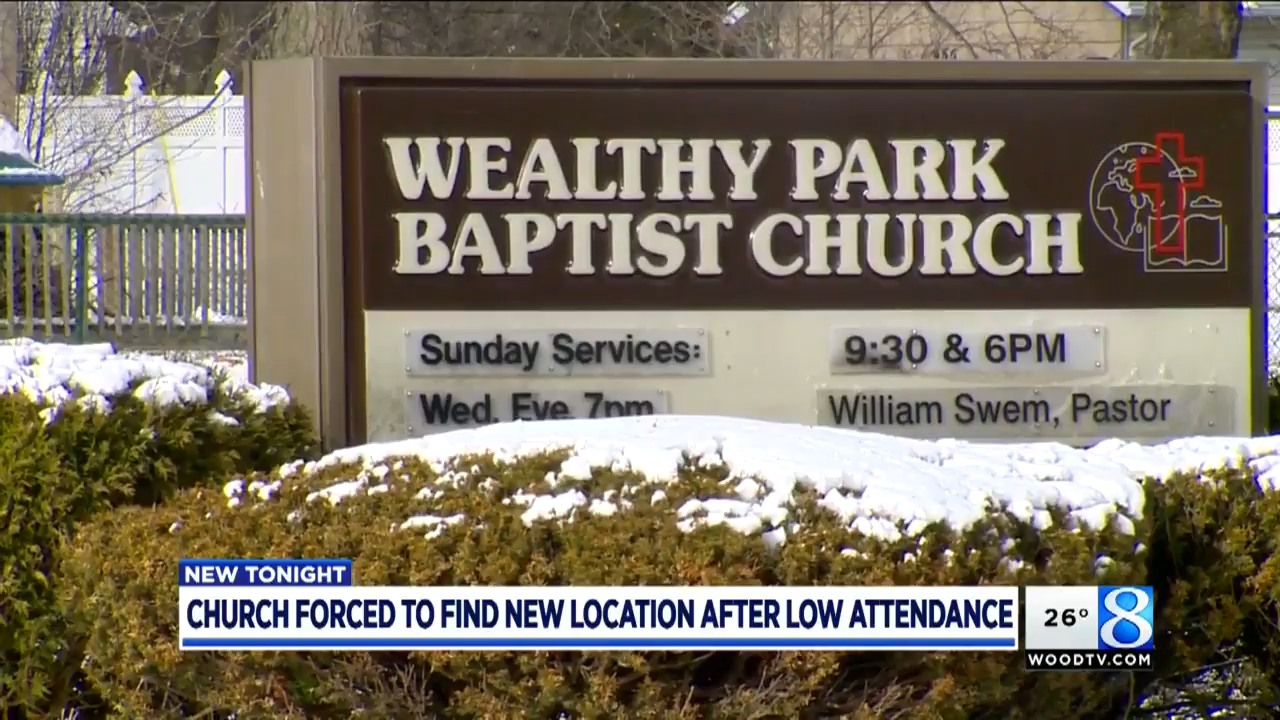 WEALTHY PARK
BAPTIST CHURCH
Sunday Services:
9:30 & 6PM
Wed. Eve. 7pm
William Swem, Pastor
NEW TONIGHT
CHURCH FORCED TO FIND NEW LOCATION AFTER LOW ATTENDANCE
26°
8
WOODTV.COM